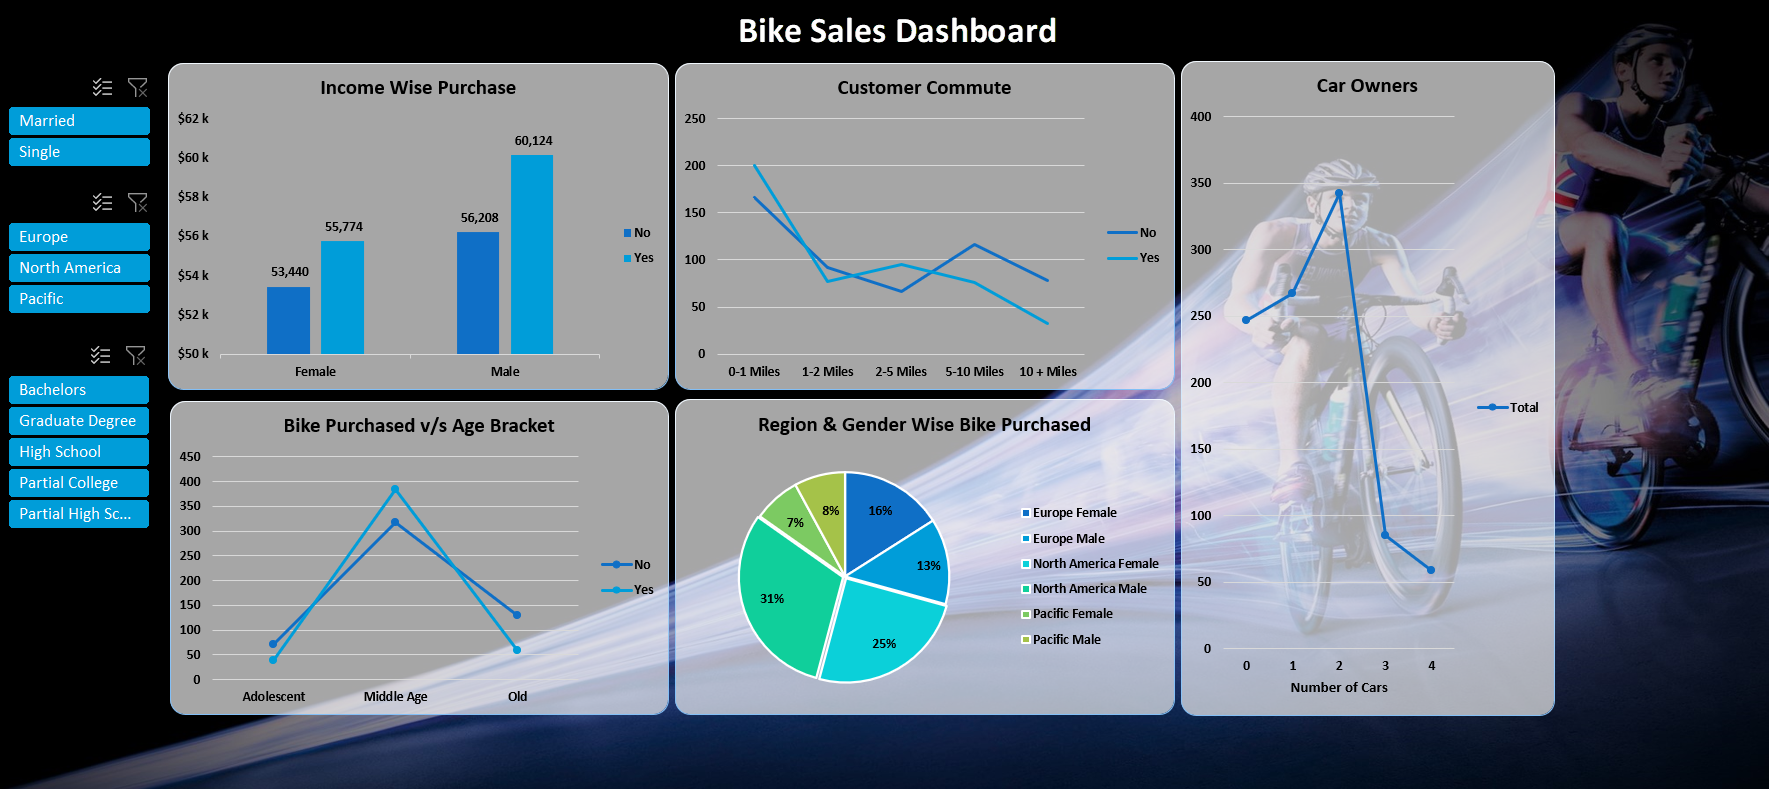 Bike Sales Dashboard
Married
Single
Europe
North America
Pacific
Bachelors
Graduate Degree
High School
Partial College
Partial High Sc...
Income Wise Purchase
$62 k
$60 k
$58 k
$56 k
$54 k
$52 k
$50 k
53,440
55,774
56,208
60,124
Female
Male
No
Yes
Customer Commute
250
200
150
100
50
0
0-1 Miles
1-2 Miles
2-5 Miles
5-10 Miles
10 + Miles
No
Yes
Car Owners
400
350
300
250
200
150
100
50
0
0
1
2
3
4
Number of Cars
Total
Bike Purchased v/s Age Bracket
450
400
350
300
250
200
150
100
50
0
Adolescent
Middle Age
Old
No
Yes
Region & Gender Wise Bike Purchased
16%
13%
25%
31%
7%
8%
Europe Female
Europe Male
North America Female
North America Male
Pacific Female
Pacific Male